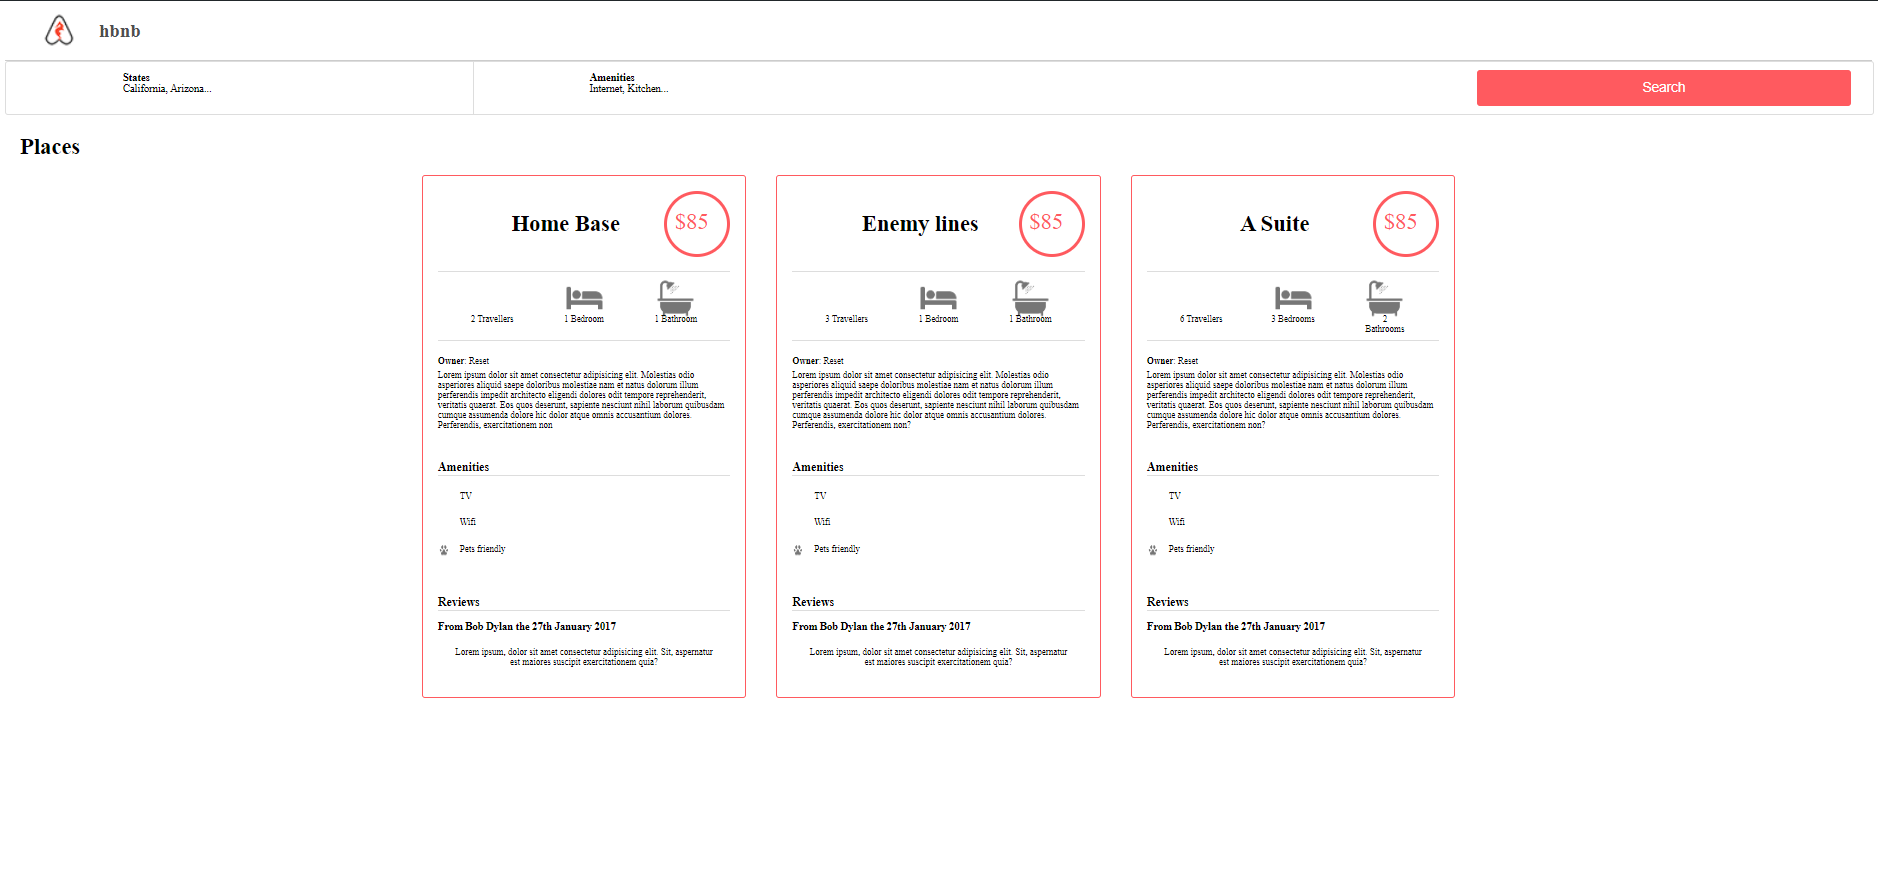 hbnb
States
California, Arizona...
Amenities
Internet, Kitchen...
Search
Places
Home Base
$85
2 Travellers
1 Bedroom
1 Bathroom
Owner: Reset
Lorem ipsum dolor sit amet consectetur adipisicing elit. Molestias odio
asperiores aliquid saepe doloribus molestiae nam et natus dolorum illum
perferendis impedit architecto eligendi dolores odit tempore reprehenderit,
veritatis quaerat. Eos quos deserunt, sapiente nesciunt nihil laborum quibusdam
cumque assumenda dolore hic dolor atque omnis accusantium dolores.
Perferendis, exercitationem non
Amenities
TV
Wifi
Pets friendly
Reviews
From Bob Dylan the 27th January 2017
Lorem ipsum, dolor sit amet consectetur adipisicing elit. Sit, aspernatur
est maiores suscipit exercitationem quia?
Enemy lines
$85
3 Travellers
1 Bedroom
1 Bathroom
Owner: Reset
Lorem ipsum dolor sit amet consectetur adipisicing elit. Molestias odio
asperiores aliquid saepe doloribus molestiae nam et natus dolorum illum
perferendis impedit architecto eligendi dolores odit tempore reprehenderit,
veritatis quaerat. Eos quos deserunt, sapiente nesciunt nihil laborum quibusdam
cumque assumenda dolore hic dolor atque omnis accusantium dolores.
Perferendis, exercitationem non?
Amenities
TV
Wifi
Pets friendly
Reviews
From Bob Dylan the 27th January 2017
Lorem ipsum, dolor sit amet consectetur adipisicing elit. Sit, aspernatur
est maiores suscipit exercitationem quia?
A Suite
$85
6 Travellers
3 Bedrooms
2
Bathrooms
Owner: Reset
Lorem ipsum dolor sit amet consectetur adipisicing elit. Molestias odio
asperiores aliquid saepe doloribus molestiae nam et natus dolorum illum
perferendis impedit architecto eligendi dolores odit tempore reprehenderit,
veritatis quaerat. Eos quos deserunt, sapiente nesciunt nihil laborum quibusdam
cumque assumenda dolore hic dolor atque omnis accusantium dolores.
Perferendis, exercitationem non?
Amenities
TV
Wifi
Pets friendly
Reviews
From Bob Dylan the 27th January 2017
Lorem ipsum, dolor sit amet consectetur adipisicing elit. Sit, aspernatur
est maiores suscipit exercitationem quia?